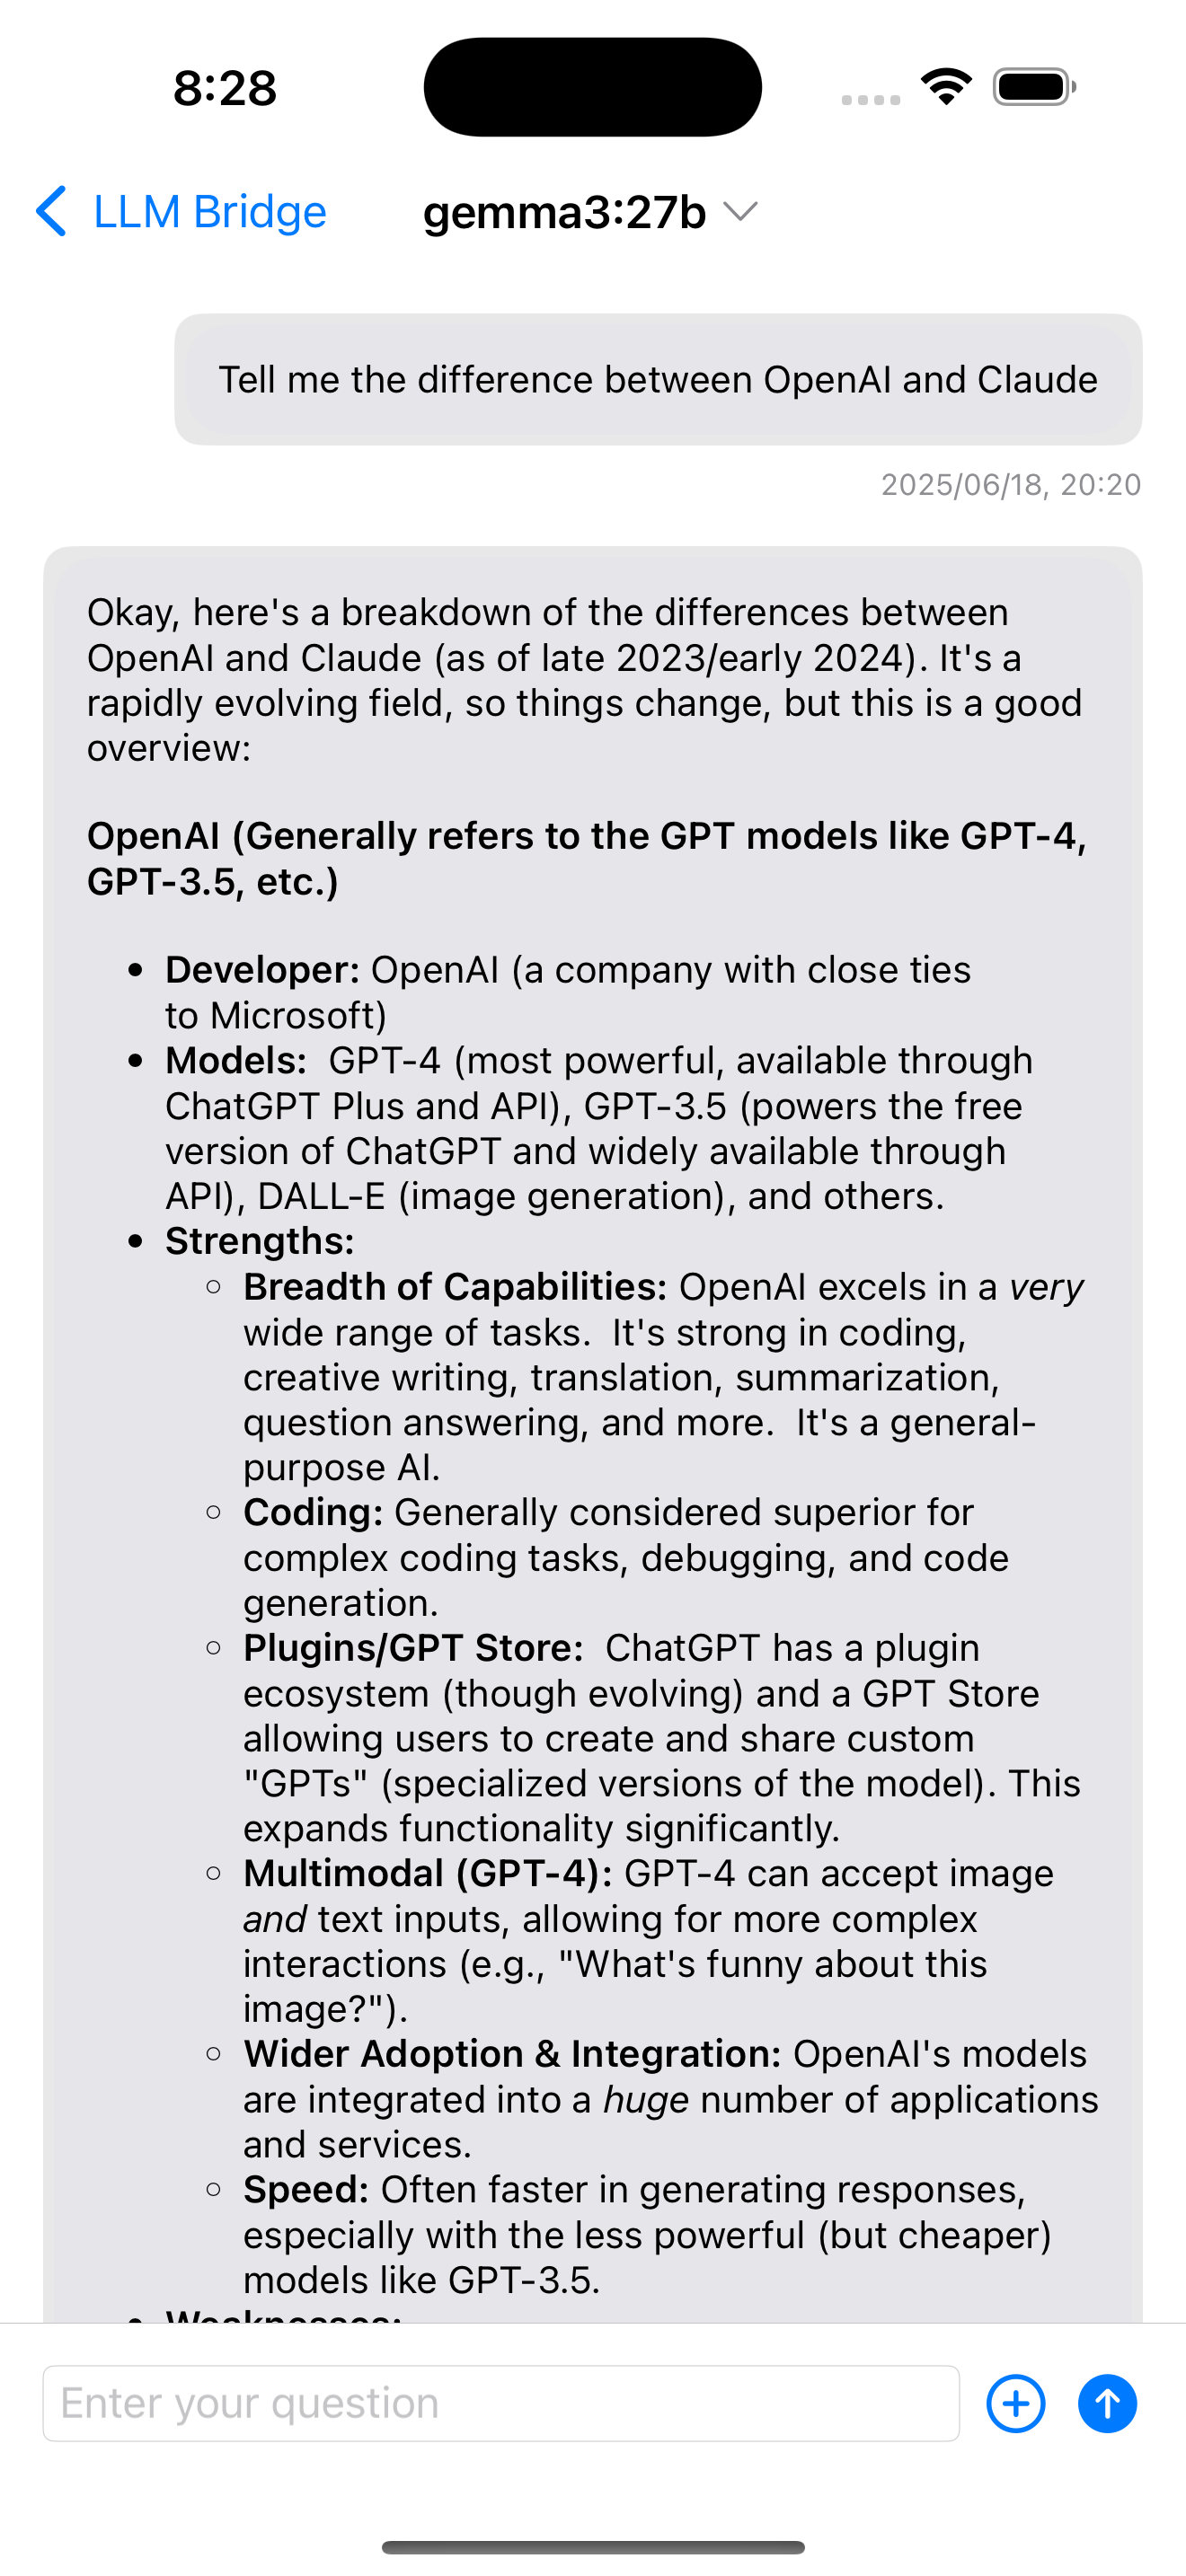 8:28
LLM Bridge
gemma3:27b
Tell me the difference between OpenAI and Claude
2025/06/18, 20:20
Okay, here's a breakdown of the differences between
OpenAI and Claude (as of late 2023/early 2024). It's a
rapidly evolving field, so things change, but this is a good
overview:
OpenAI (Generally refers to the GPT models like GPT-4,
GPT-3.5, etc.)
• Developer: OpenAI (a company with close ties
to Microsoft)
• Models:  GPT-4 (most powerful, available through
ChatGPT Plus and API), GPT-3.5 (powers the free
version of ChatGPT and widely available through
API), DALL-E (image generation), and others.
• Strengths:
◦ Breadth of Capabilities: OpenAI excels in a very
wide range of tasks.  It's strong in coding,
creative writing, translation, summarization,
question answering, and more.  It's a general-
purpose AI.
◦ Coding: Generally considered superior for
complex coding tasks, debugging, and code
generation.
◦ Plugins/GPT Store:  ChatGPT has a plugin
ecosystem (though evolving) and a GPT Store
allowing users to create and share custom
"GPTs" (specialized versions of the model). This
expands functionality significantly.
◦ Multimodal (GPT-4): GPT-4 can accept image
and text inputs, allowing for more complex
interactions (e.g., "What's funny about this
image?").
◦ Wider Adoption & Integration: OpenAI's models
are integrated into a huge number of applications
and services.
◦ Speed: Often faster in generating responses,
especially with the less powerful (but cheaper)
models like GPT-3.5.
• Weaknesses:
Enter your question